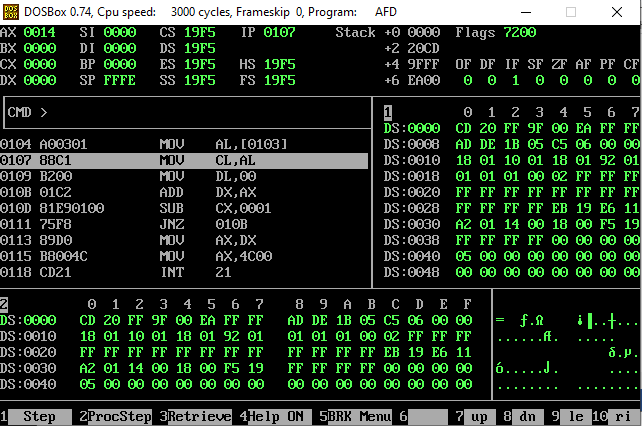 DOSBox 0.74, Cpu speed: 3000 cycles, Frameskip 0, Program: AFD
AX 0014 SI 0000 CS 19F5 IP 0107 Stack +0 0000 Flags 7200
BX 0000 DI 0000 DS 19F5 +2 20CD
CX 0000 BP 0000 ES 19F5 HS 19F5 +4 9FFF OF DF IF SF ZF AF PF CF
DX 0000 SP FFFE SS 19F5 FS 19F5 +6 EA00 0 0 1 0 0 0 0 0
CMD >
1 0 1 2 3 4 5 6 7
DS:0000 CD 20 FF 9F 00 EA FF FF
DS:0008 AD DE 1B 05 C5 06 00 00
DS:0010 18 01 10 01 18 01 92 01
DS:0018 01 01 01 00 02 FF FF FF
DS:0020 FF FF FF FF FF FF FF FF
DS:0028 FF FF FF FF EB 19 E6 11
DS:0030 A2 01 14 00 18 00 F5 19
DS:0038 FF FF FF FF 00 00 00 00
DS:0040 05 00 00 00 00 00 00 00
DS:0048 00 00 00 00 00 00 00 00
0104 A00301 MOV AL,[0103]
0107 88C1 MOV CL,AL
0109 B200 MOV DL,00
010B 01C2 ADD DX,AX
010D 81E90100 SUB CX,0001
0111 75F8 JNZ 010B
0113 89D0 MOV AX,DX
0115 B8004C MOV AX,4C00
0118 CD21 INT 21
2 0 1 2 3 4 5 6 7 8 9 A B C D E F
DS:0000 CD 20 FF 9F 00 EA FF FF AD DE 1B 05 C5 06 00 00 = ƒ.Ω ¡▐..┼...
DS:0010 18 01 10 01 18 01 92 01 01 01 01 00 02 FF FF FF ......Æ. .....
DS:0020 FF FF FF FF FF FF FF FF FF FF FF FF EB 19 E6 11 δ.µ.
DS:0030 A2 01 14 00 18 00 F5 19 FF FF FF FF 00 00 00 00 ó.....⌡. ....
DS:0040 05 00 00 00 00 00 00 00 00 00 00 00 00 00 00 00 ........ ........
1 Step 2 ProcStep 3 Retrieve 4 Help ON 5 BRK Menu 6 7 up 8 dn 9 le 10 ri